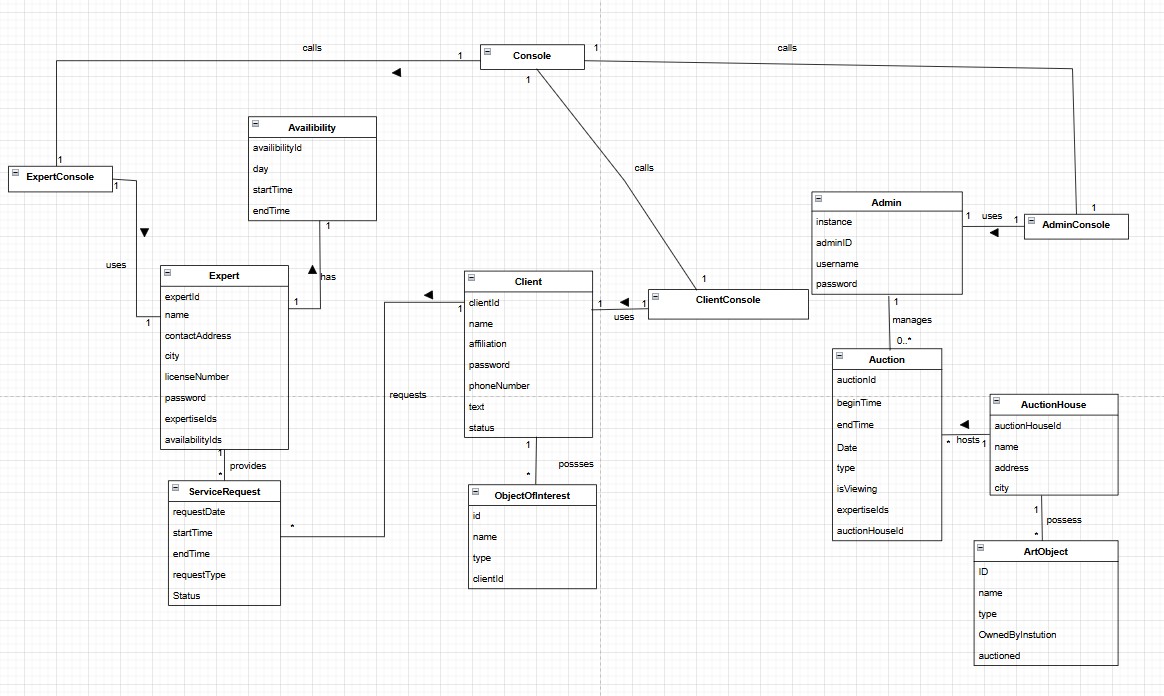 calls
1
Console
1
calls
1
◀
Availibility
availibilityId
day
startTime
endTime
1
1
ExpertConsole
1
calls
Admin
instance
adminID
username
password
1
uses
1
◀
1
AdminConsole
▼
uses
1
Expert
expertId
name
contactAddress
city
licenseNumber
password
expertiseIds
availabilityIds
1
▲
has
Client
clientId
name
affiliation
password
phoneNumber
text
status
◀
1
1
◀
1
uses
1
ClientConsole
1
manages
0..*
Auction
auctionId
beginTime
endTime
Date
type
isViewing
expertiseIds
auctionHouseId
◀
*
hosts
1
AuctionHouse
auctionHouseId
name
address
city
requests
1
provides
*
ServiceRequest
requestDate
startTime
endTime
requestType
Status
*
1
possses
*
ObjectOfInterest
id
name
type
clientId
1
possess
*
ArtObject
ID
name
type
OwnedByInstution
auctioned